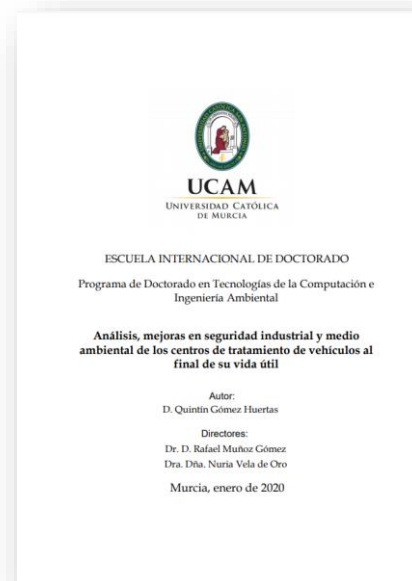 UCAM
UNIVERSIDAD CATÓLICA
DE MURCIA
ESCUELA INTERNACIONAL DE DOCTORADO
Programa de Doctorado en Tecnologías de la Computación e
Ingeniería Ambiental
Análisis, mejoras en seguridad industrial y medio
ambiental de los centros de tratamiento de vehículos al
final de su vida útil
Autor:
D. Quintín Gómez Huertas
Directores:
Dr. D. Rafael Muñoz Gómez
Dra. Dña. Nuria Vela de Oro
Murcia, enero de 2020